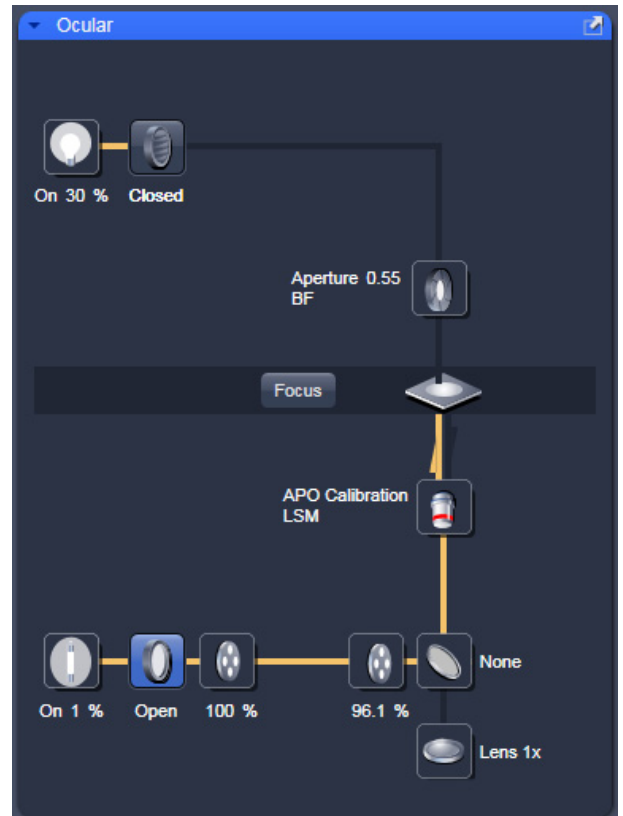 Ocular
On 30 %
Closed
Aperture 0.55
BF
Focus
APO Calibration
LSM
None
On 1 %
Open
100 %
96.1 %
Lens 1x